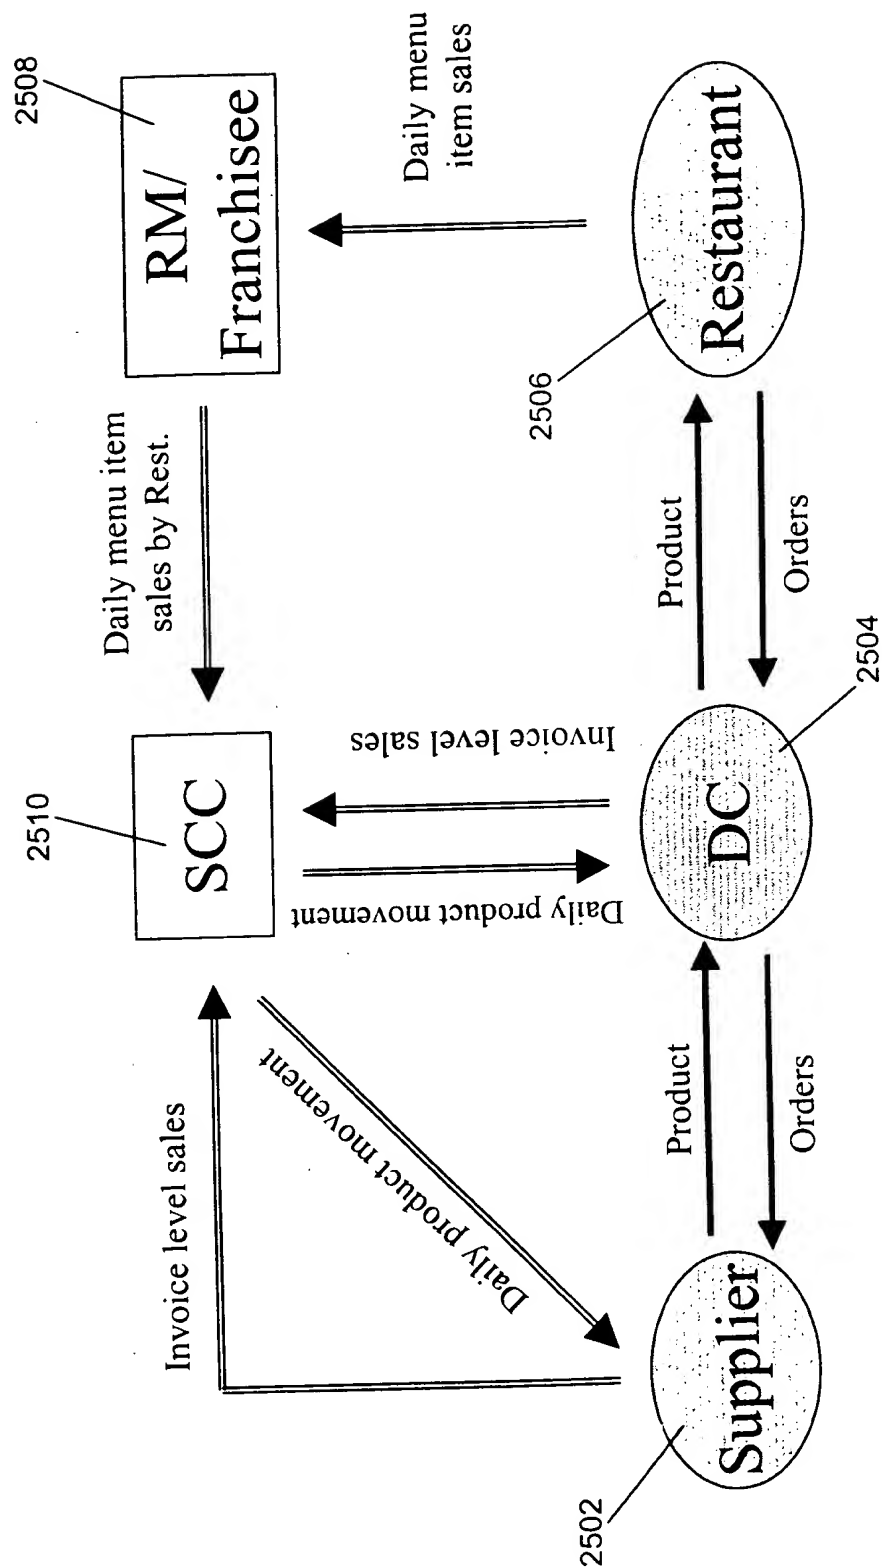 2510
SCC
Daily menu item
sales by Rest.
2508
RM/
Franchisee
Invoice level sales
Daily product movement
Daily product movement
Invoice level sales
Daily menu
item sales
2502
Supplier
Product
Orders
DC
2504
Product
Orders
2506
Restaurant